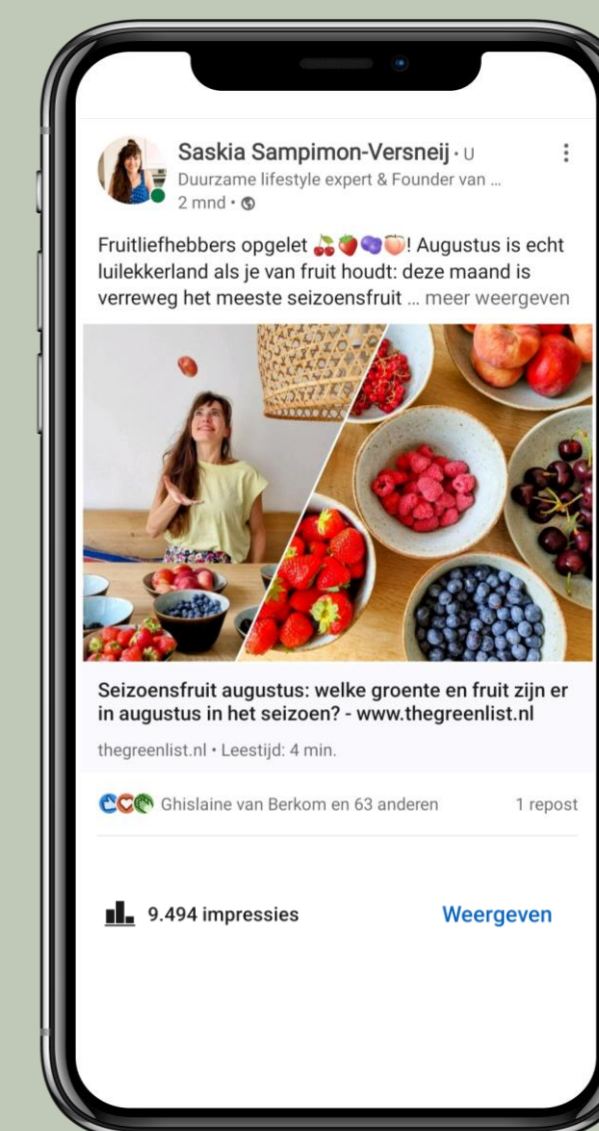 Saskia Sampimon-Versneij · U
Duurzame lifestyle expert & Founder van ...
2 mnd •
Fruitliefhebbers opgelet 🍒🍓🫐🍑! Augustus is echt
luilekkerland als je van fruit houdt: deze maand is
verreweg het meeste seizoensfruit ... meer weergeven
Seizoensfruit augustus: welke groente en fruit zijn er
in augustus in het seizoen? - www.thegreenlist.nl
thegreenlist.nl • Leestijd: 4 min.
Ghislaine van Berkom en 63 anderen 1 repost
9.494 impressies Weergeven